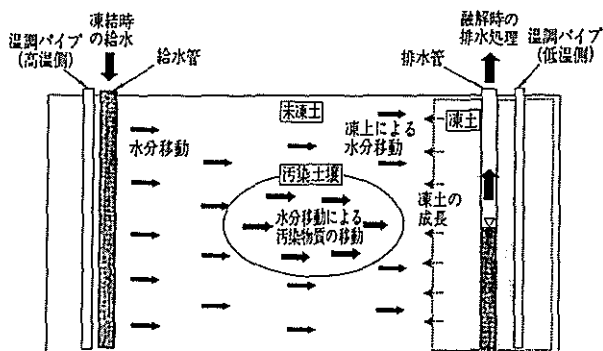 凍結時
の給水
温調パイプ
(高温側)
給水管
融解時の
排水処理
排水管
温調パイプ
(低温側)
未凍土
凍上による
水分移動
凍土
水分移動
汚染土壌
水分移動による
汚染物質の移動
凍土の
成長